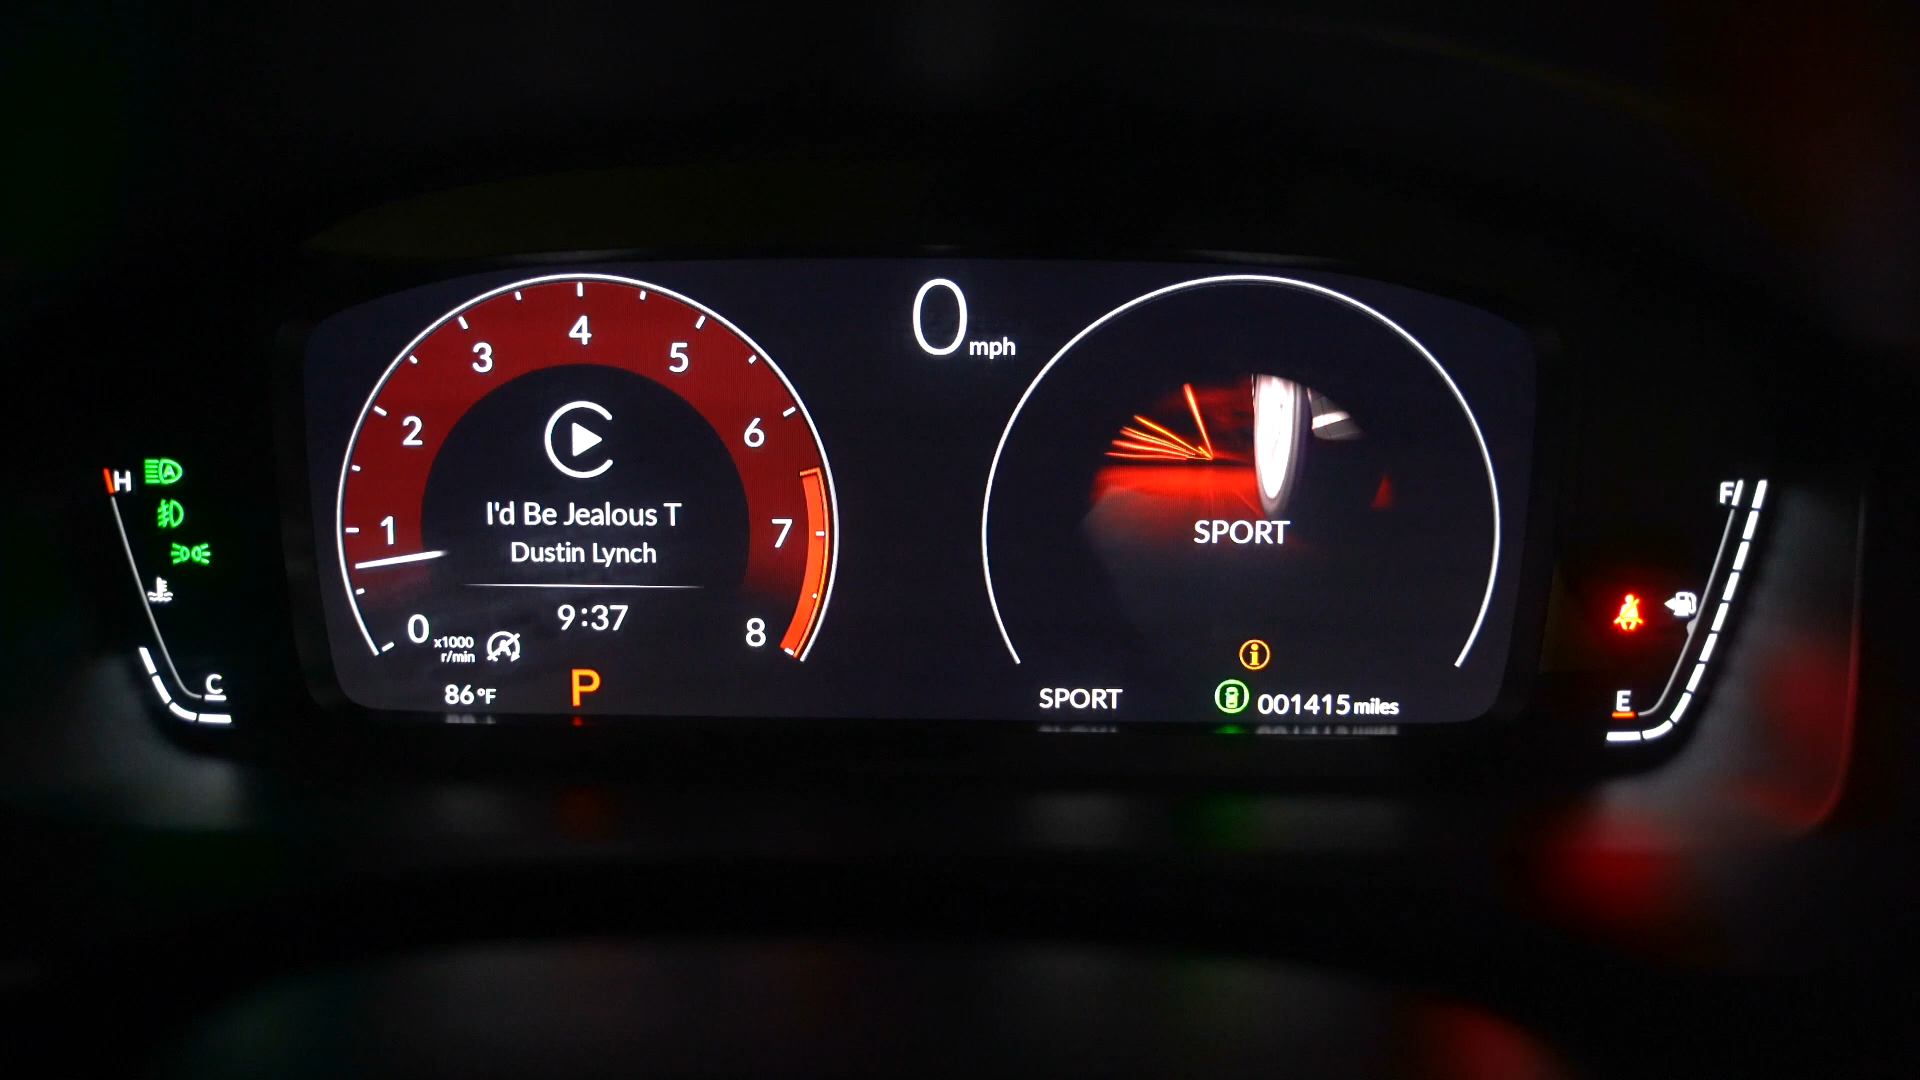 0 mph
1
2
3
4
5
6
7
8
0
x1000
r/min
I'd Be Jealous T
Dustin Lynch
9:37
86°F
P
SPORT
SPORT
001415 miles
H
A
C
F
E